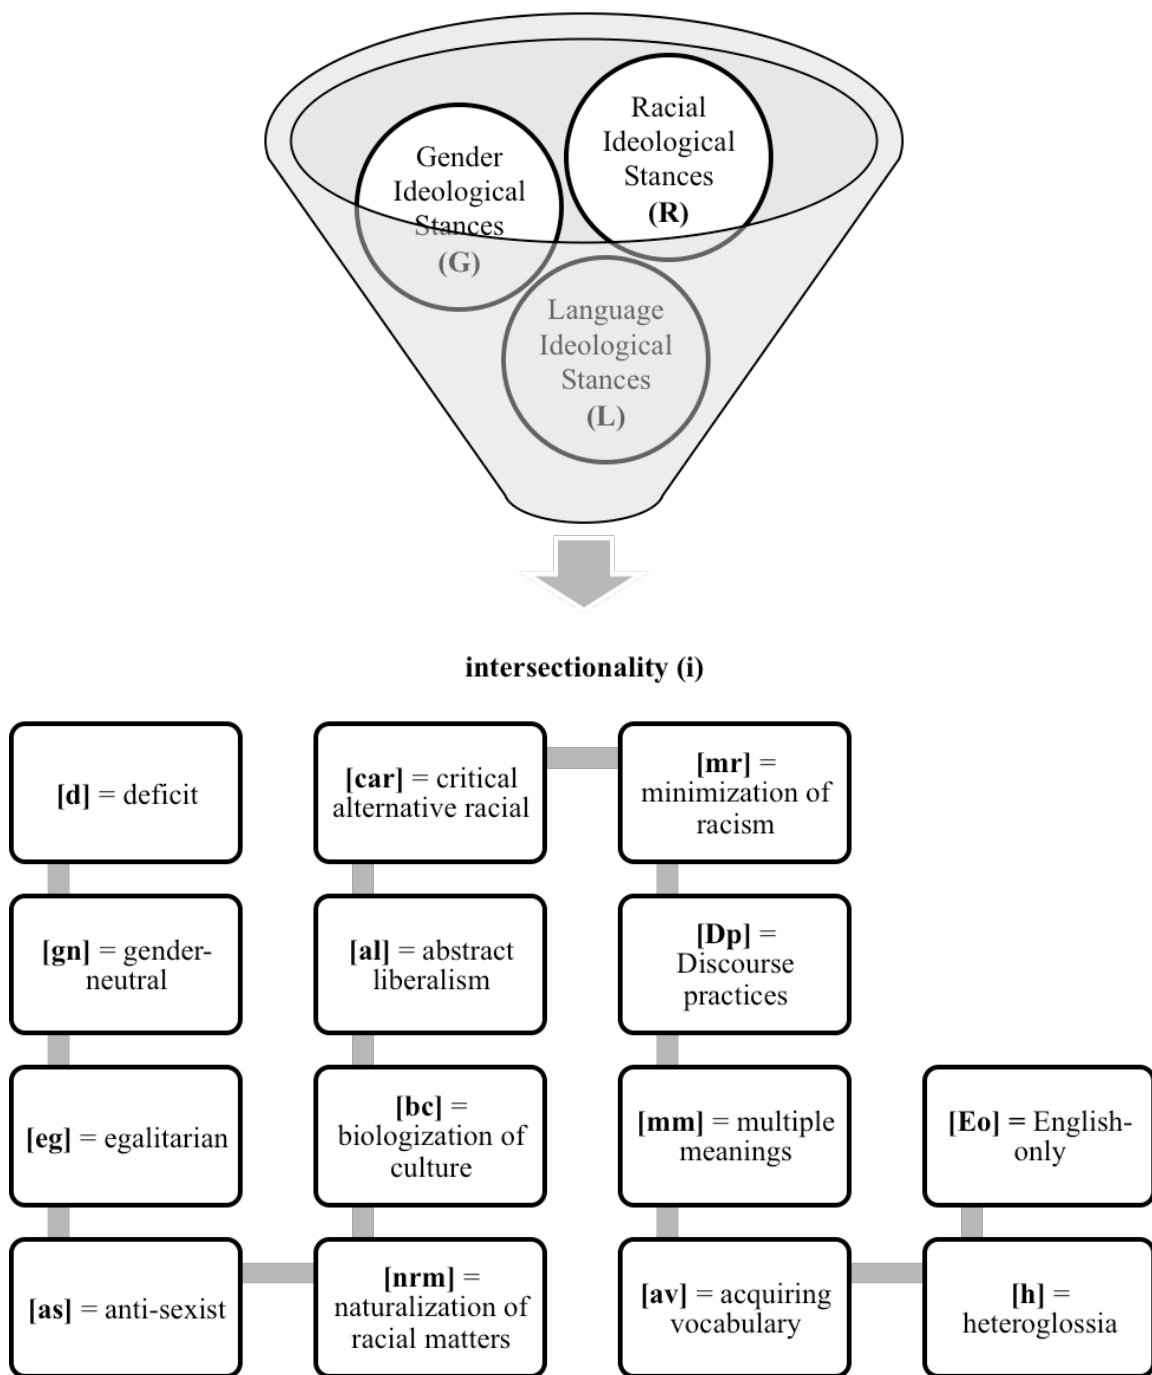 Racial
Ideological
Stances
(R)
Gender
Ideological
Stances
(G)
Language
Ideological
Stances
(L)
intersectionality (i)
[d] = deficit
[gn] = gender-
neutral
[eg] = egalitarian
[as] = anti-sexist
[car] = critical
alternative racial
[al] = abstract
liberalism
[bc] =
biologization of
culture
[nrm] =
naturalization of
racial matters
[mr] =
minimization of
racism
[Dp] =
Discourse
practices
[mm] = multiple
meanings
[av] = acquiring
vocabulary
[Eo] = English-
only
[h] =
heteroglossia